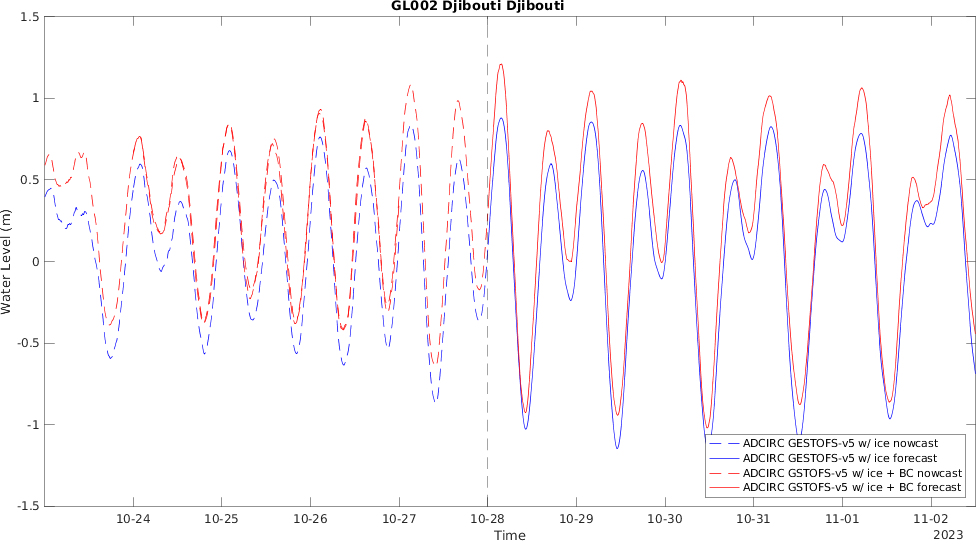 GL002 Djibouti Djibouti
1.5
1
0.5
0
-0.5
-1
-1.5
Water Level (m)
10-24 10-25 10-26 10-27 10-28 10-29 10-30 10-31 11-01 11-02
Time
2023
ADCIRC GESTOFS-v5 w/ ice nowcast
ADCIRC GESTOFS-v5 w/ ice forecast
ADCIRC GSTOFS-v5 w/ ice + BC nowcast
ADCIRC GSTOFS-v5 w/ ice + BC forecast